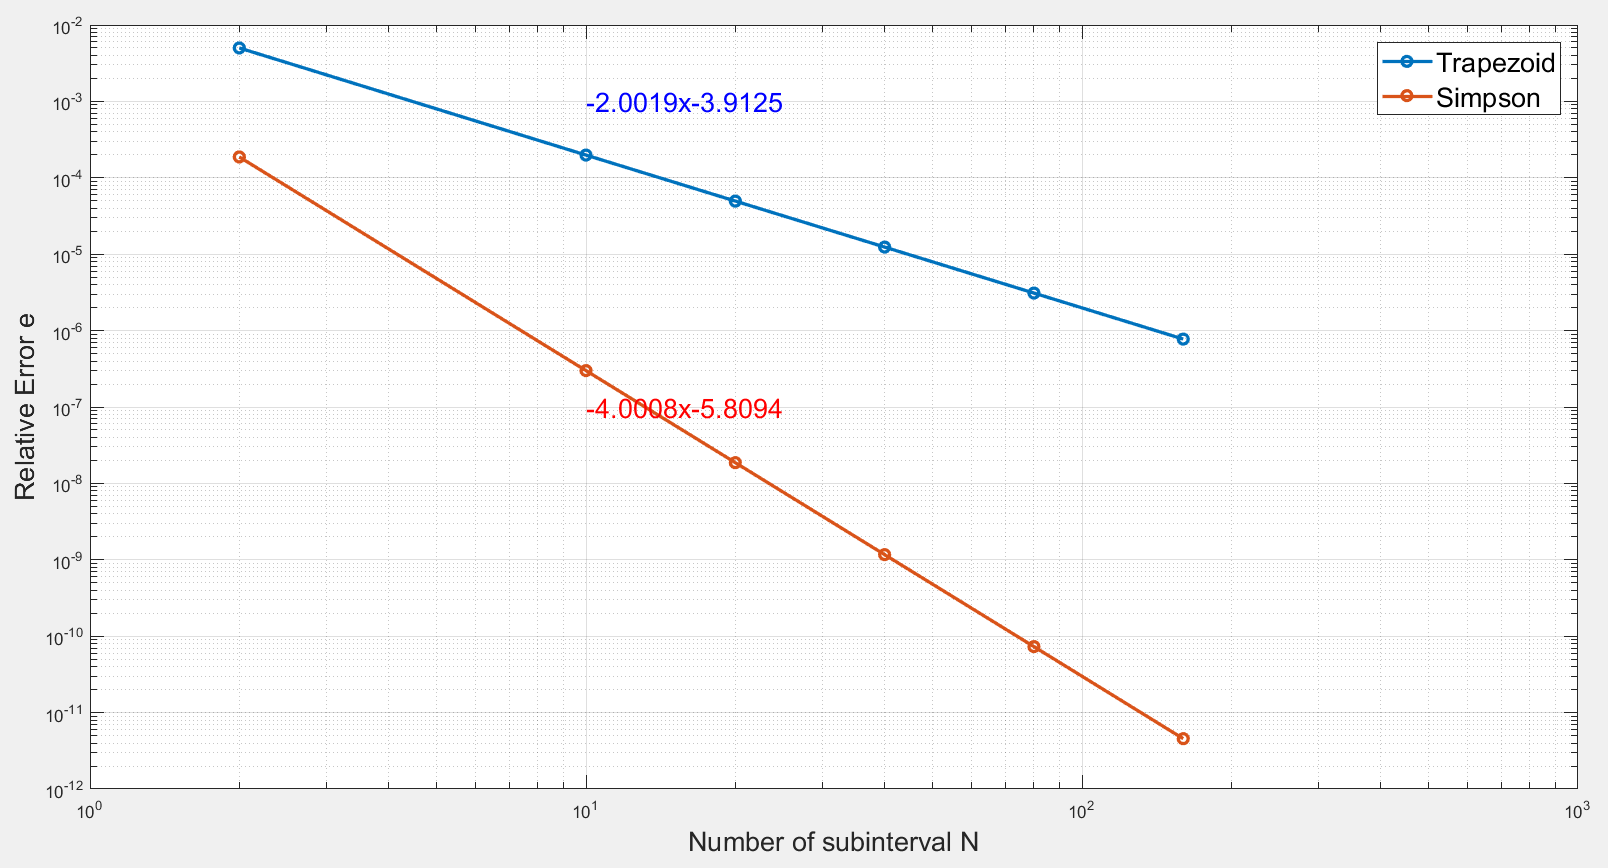 10^-2
10^-3
10^-4
10^-5
10^-6
10^-7
10^-8
10^-9
10^-10
10^-11
10^-12
Relative Error e
-2.0019x-3.9125
-4.0008x-5.8094
Trapezoid
Simpson
10^0 10^1 10^2 10^3
Number of subinterval N